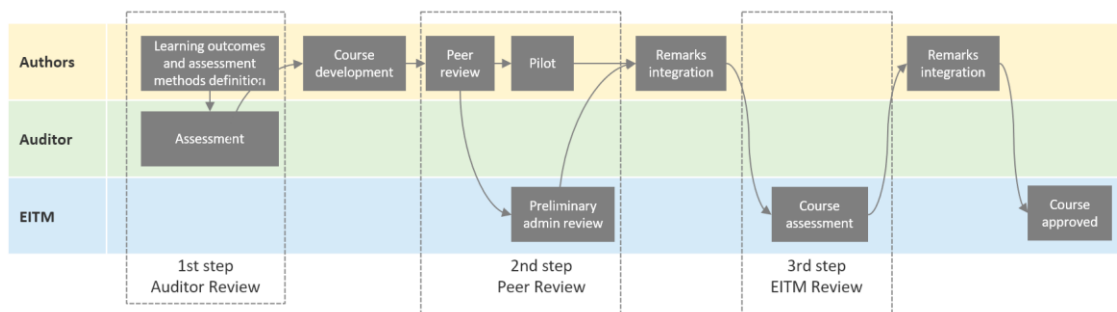 Authors
Learning outcomes
and assessment
methods definition
Course
development
Peer
review
Pilot
Remarks
integration
Remarks
integration
Auditor
Assessment
EITM
Preliminary
admin review
Course
assessment
Course
approved
1st step
Auditor Review
2nd step
Peer Review
3rd step
EITM Review